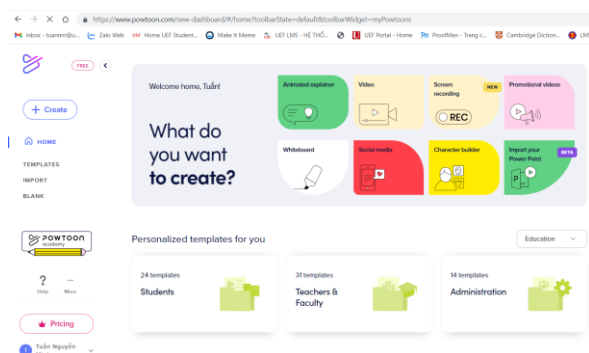 https://www.powtoon.com/new-dashboard/#/home?toolbarState=default&toolbarWidget=myPowtoons
Inbox - tuannm@u...
Zalo Web
Home UEF Student...
Make it Meme
UEF LMS - HỆ THỐ...
UEF Portal - Home
ProofMan - Trang c...
Cambridge Diction...
LMS
FREE
+ Create
HOME
TEMPLATES
IMPORT
BLANK
POWTOON
academy
?
Help
...
More
Pricing
Tuấn Nguyễn
Welcome home, Tuấn!
What do
you want
to create?
Animated explainer
Video
Screen
recording
NEW
REC
Promotional videos
Whiteboard
Social media
Character builder
Import your
Power Point
BETA
P
Personalized templates for you
Education
24 templates
Students
31 templates
Teachers &
Faculty
14 templates
Administration